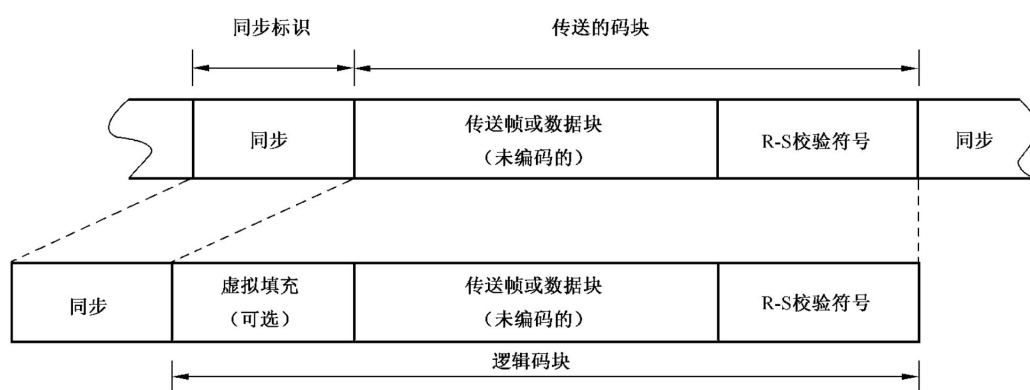 同步标识
传送的码块
同步
传送帧或数据块
（未编码的）
R-S校验符号
同步
同步
虚拟填充
（可选）
传送帧或数据块
（未编码的）
R-S校验符号
逻辑码块